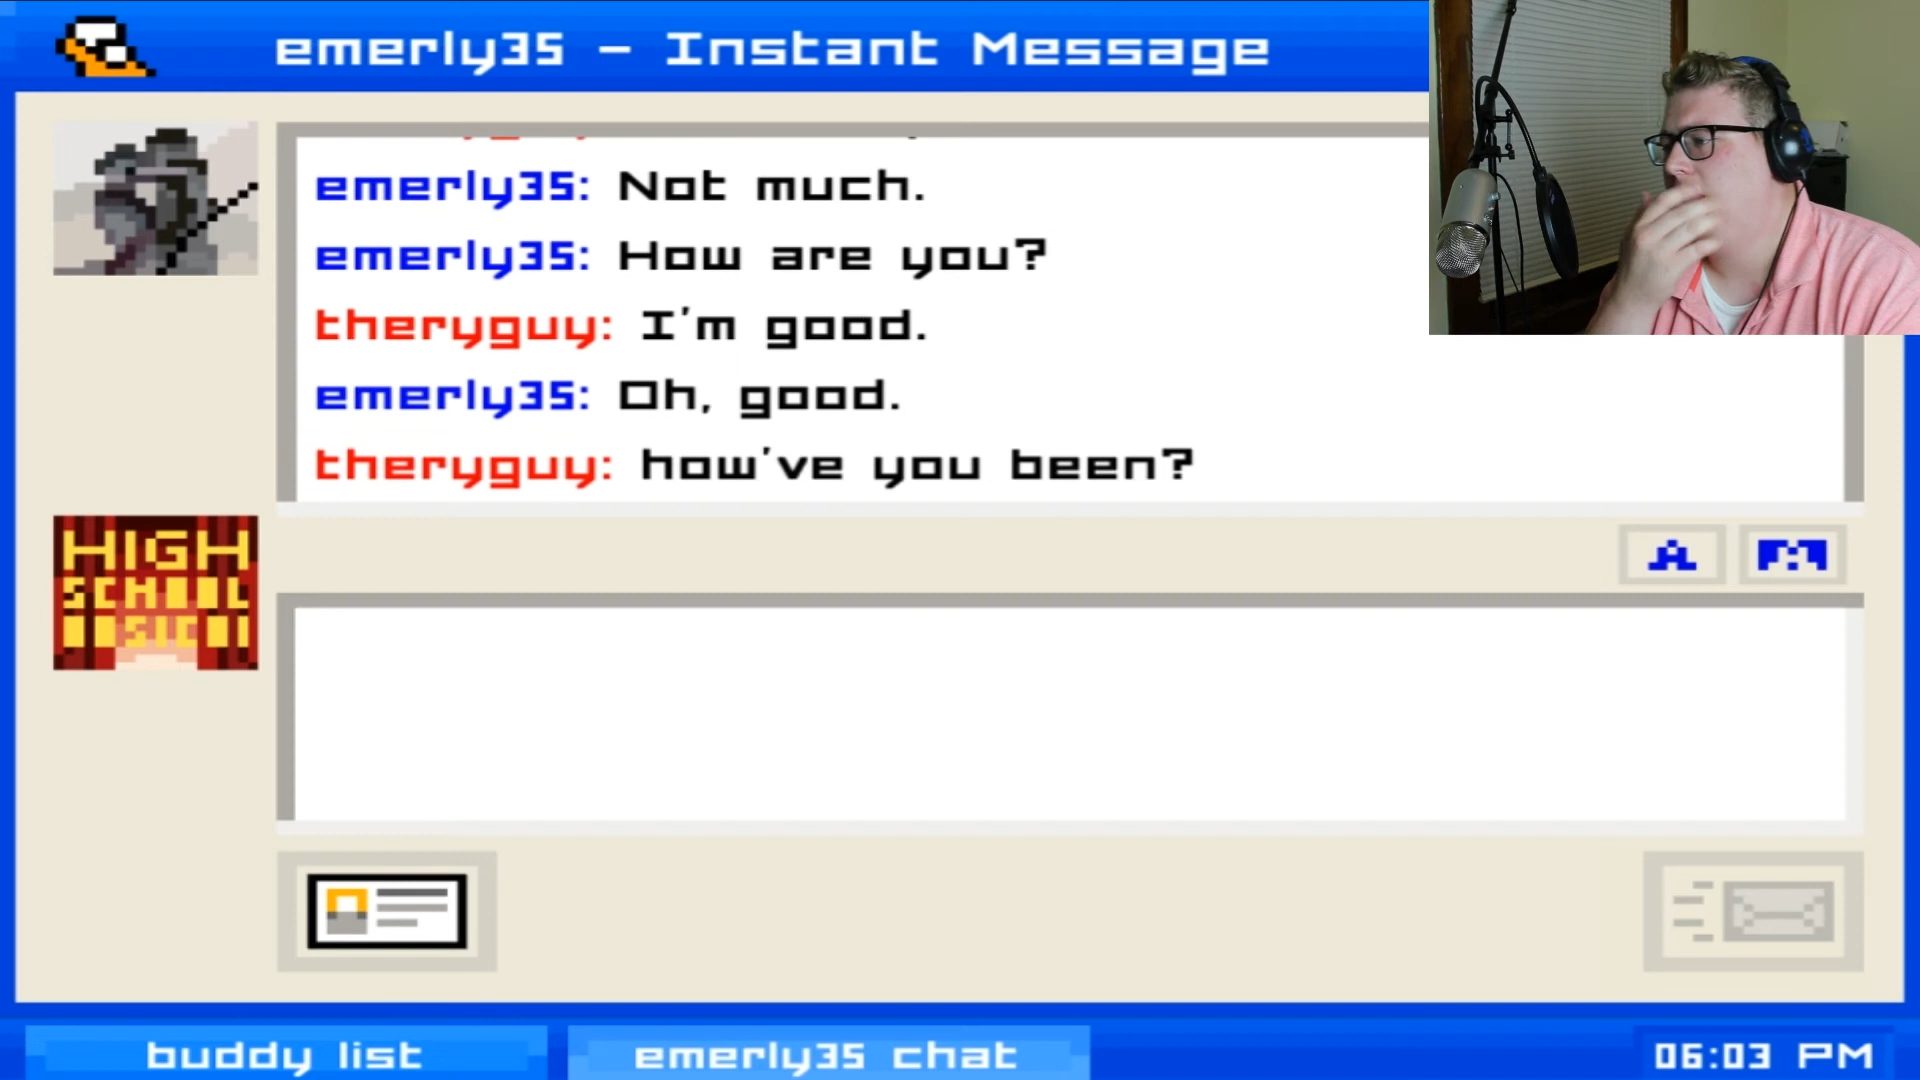 emerly35 - Instant Message
emerly35: Not much.
emerly35: How are you?
theryguy: I'm good.
emerly35: Oh, good.
theryguy: how've you been?
HIGH
SCHOOL
A
buddy list
emerly35 chat
06:03 PM